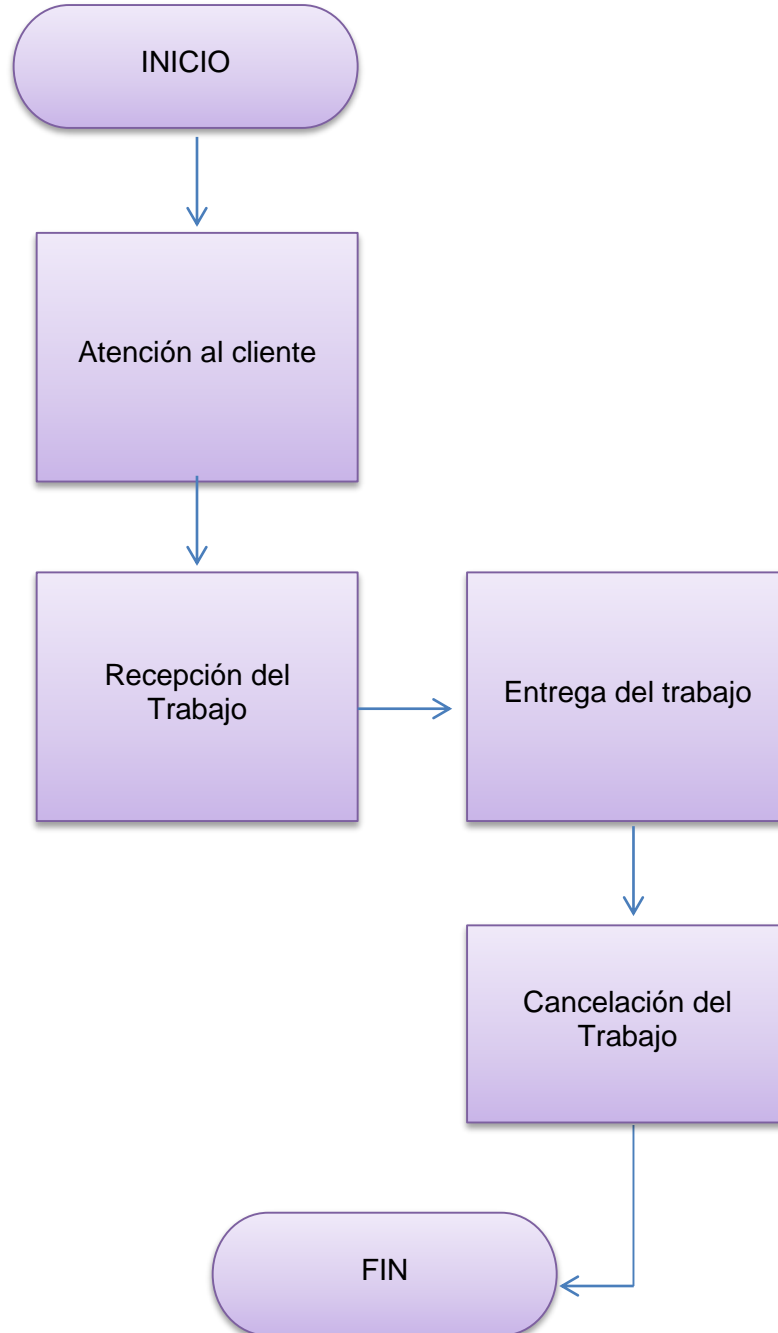 INICIO
Atención al cliente
Recepción del
Trabajo
Entrega del trabajo
Cancelación del
Trabajo
FIN